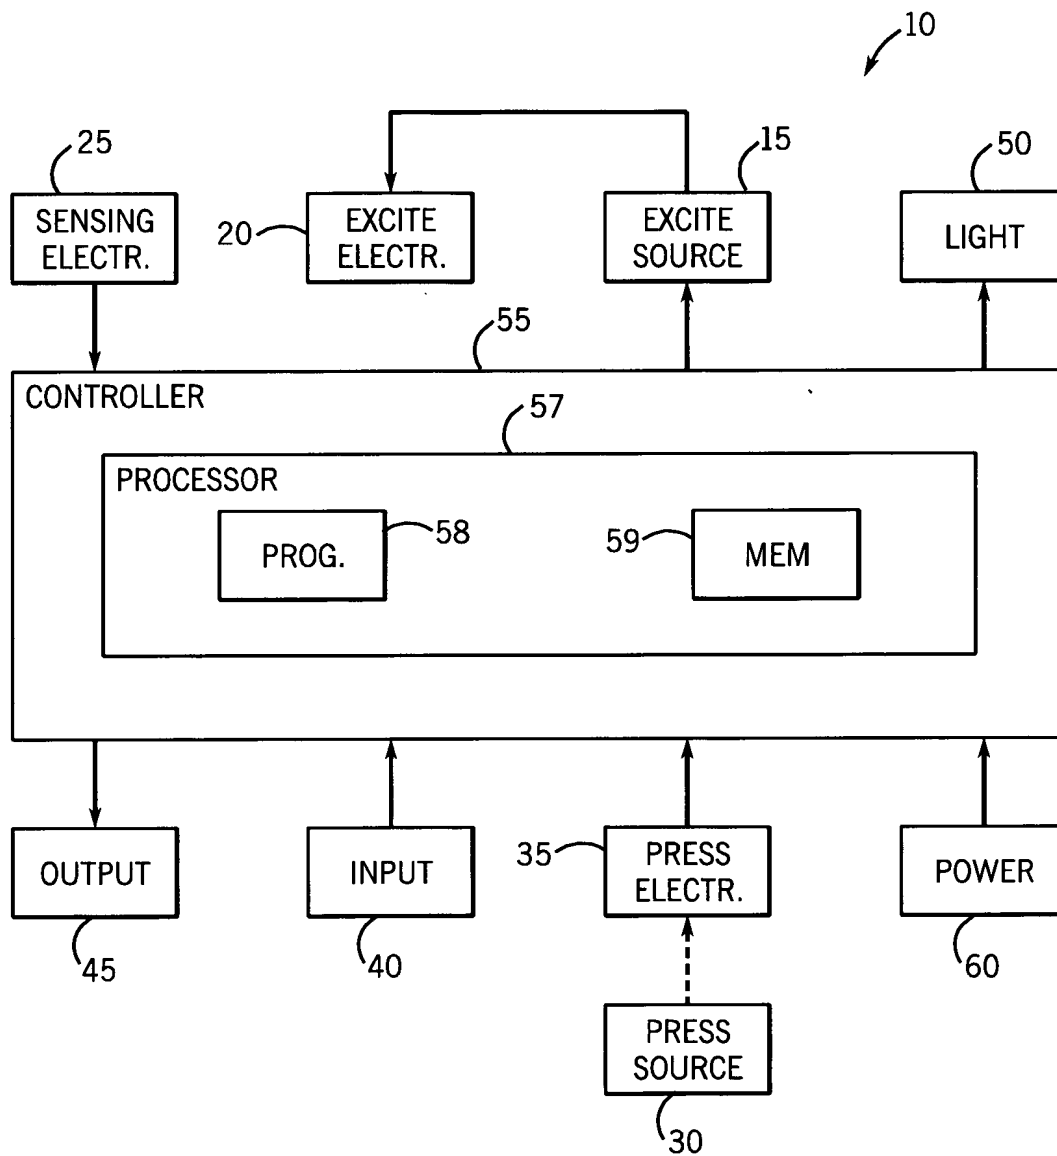 10
25
15
50
SENSING
ELECTR.
20
EXCITE
ELECTR.
EXCITE
SOURCE
LIGHT
55
CONTROLLER
57
PROCESSOR
PROG.
58
59
MEM
OUTPUT
INPUT
35
PRESS
ELECTR.
POWER
45
40
60
PRESS
SOURCE
30